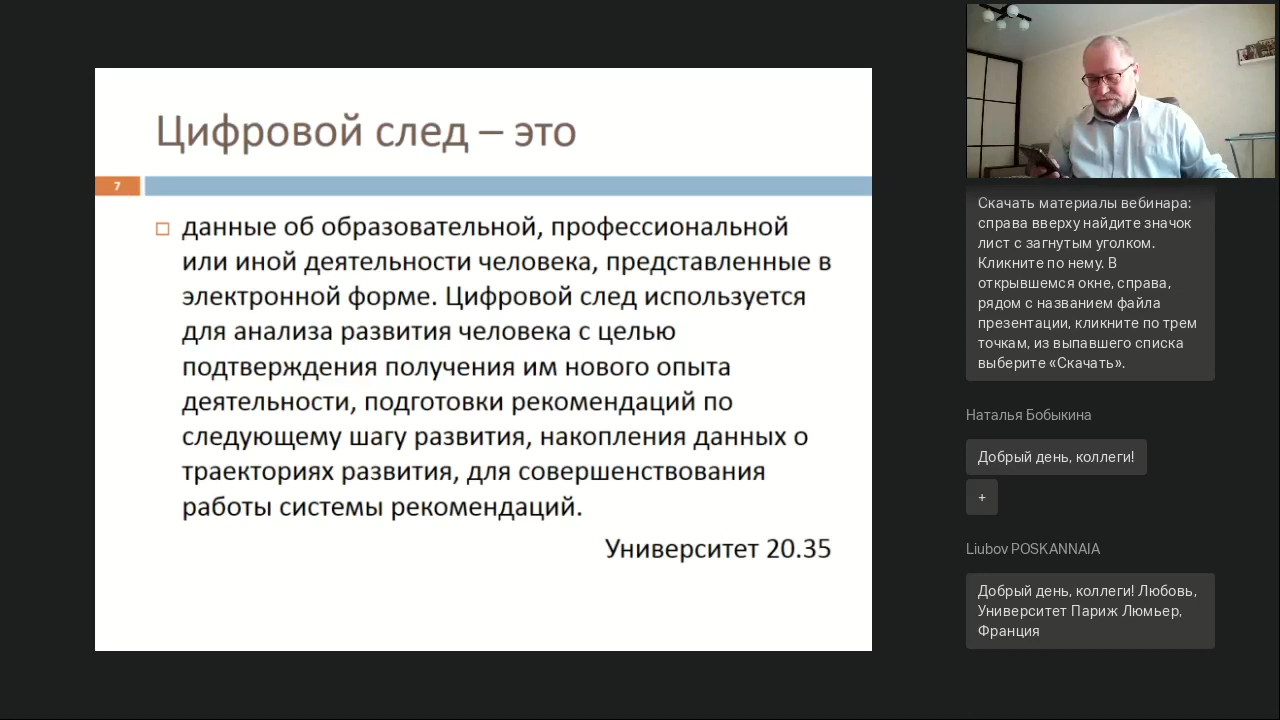 Цифровой след – это
7
данные об образовательной, профессиональной
или иной деятельности человека, представленные в
электронной форме. Цифровой след используется
для анализа развития человека с целью
подтверждения получения им нового опыта
деятельности, подготовки рекомендаций по
следующему шагу развития, накопления данных о
траекториях развития, для совершенствования
работы системы рекомендаций.
Университет 20.35
Скачать материалы вебинара:
справа вверху найдите значок
лист с загнутым уголком.
Кликните по нему. В
открывшемся окне, справа,
рядом с названием файла
презентации, кликните по трем
точкам, из выпавшего списка
выберите «Скачать».
Наталья Бобыкина
Добрый день, коллеги!
+
Liubov POSKANNAIA
Добрый день, коллеги! Любовь,
Университет Париж Люмьер,
Франция